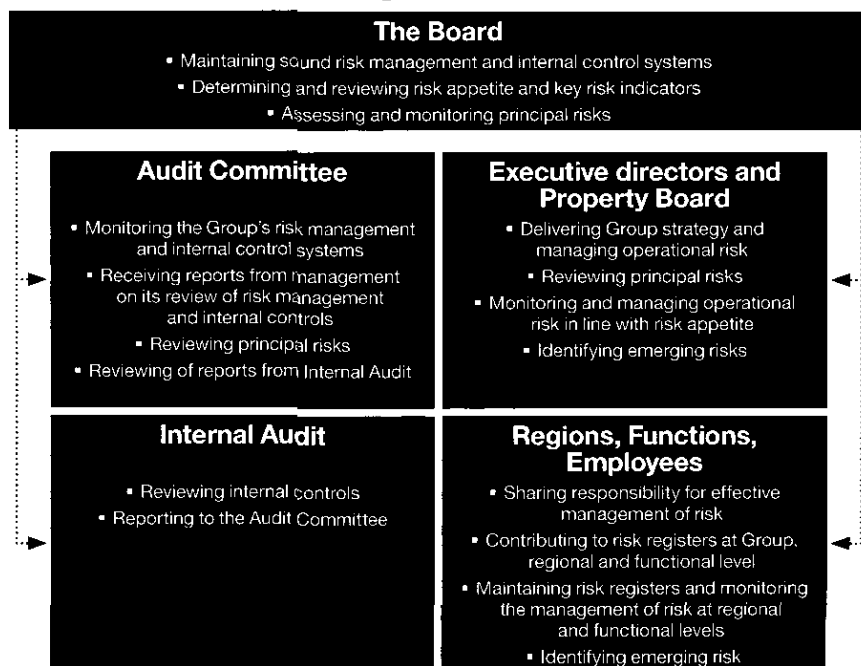 The Board
▪ Maintaining sound risk management and internal control systems
▪ Determining and reviewing risk appetite and key risk indicators
▪ Assessing and monitoring principal risks
Audit Committee
▪ Monitoring the Group's risk management
and internal control systems
▪ Receiving reports from management
on its review of risk management
and internal controls
▪ Reviewing principal risks
▪ Reviewing of reports from Internal Audit
Executive directors and
Property Board
▪ Delivering Group strategy and
managing operational risk
▪ Reviewing principal risks
▪ Monitoring and managing operational
risk in line with risk appetite
▪ Identifying emerging risks
Internal Audit
▪ Reviewing internal controls
▪ Reporting to the Audit Committee
Regions, Functions,
Employees
▪ Sharing responsibility for effective
management of risk
▪ Contributing to risk registers at Group,
regional and functional level
▪ Maintaining risk registers and monitoring
the management of risk at regional
and functional levels
▪ Identifying emerging risk